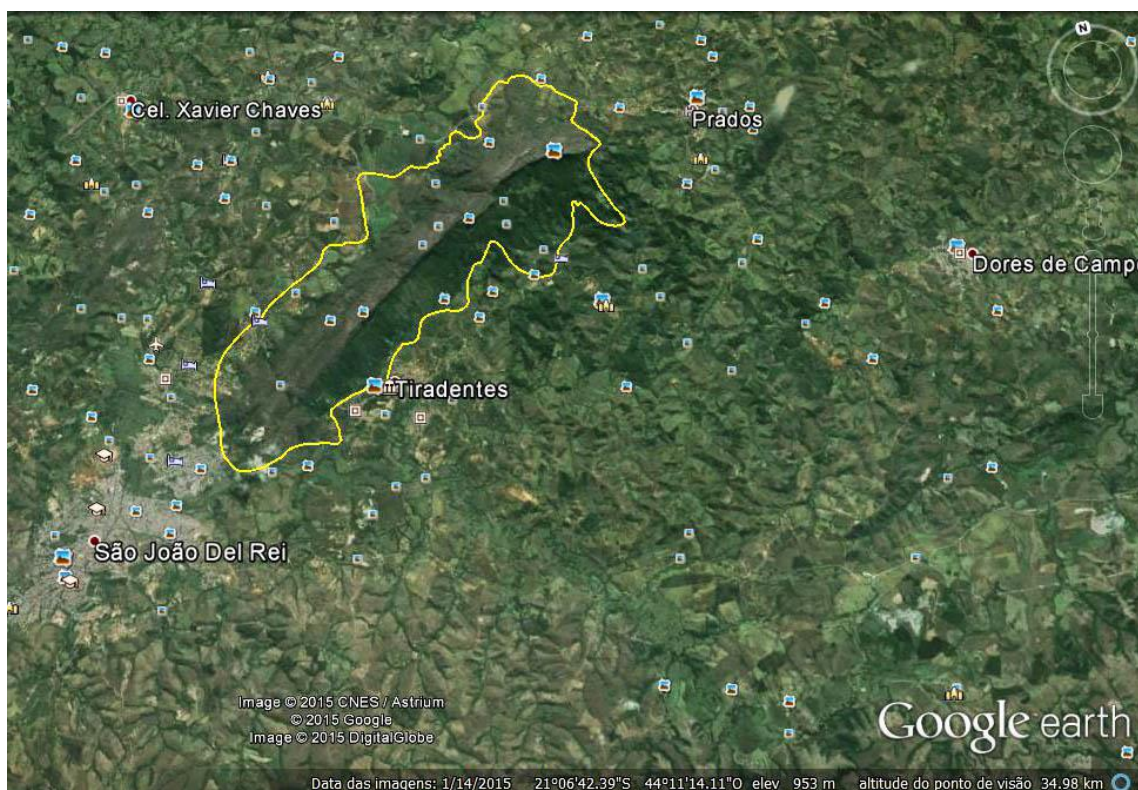 N
Cel. Xavier Chaves
Prados
Dores de Campo
Tiradentes
São João Del Rei
Image © 2015 CNES / Astrium
© 2015 Google
Image © 2015 DigitalGlobe
Google earth
Data das imagens: 1/14/2015 21°06'42.39"S 44°11'14.11"O elev 953 m altitude do ponto de visão 34.98 km